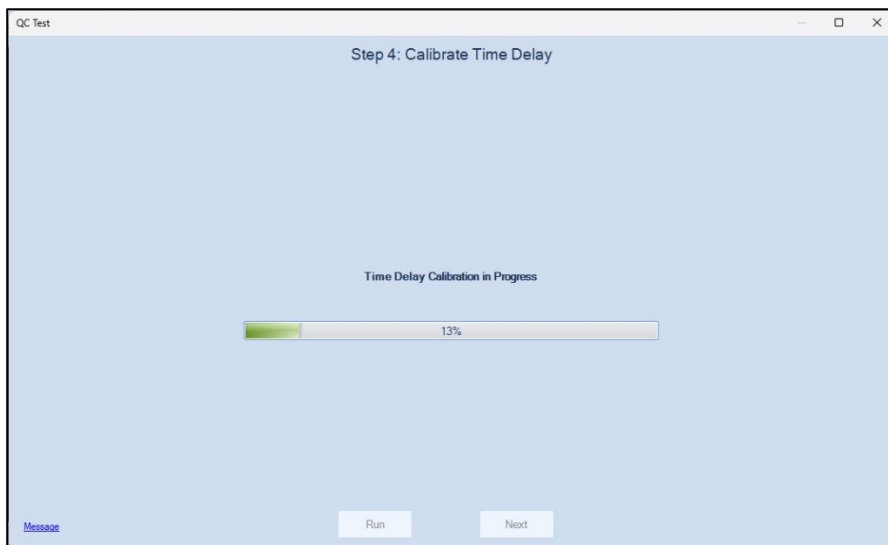 QC Test
Step 4: Calibrate Time Delay
Time Delay Calibration in Progress
13%
Message
Run
Next